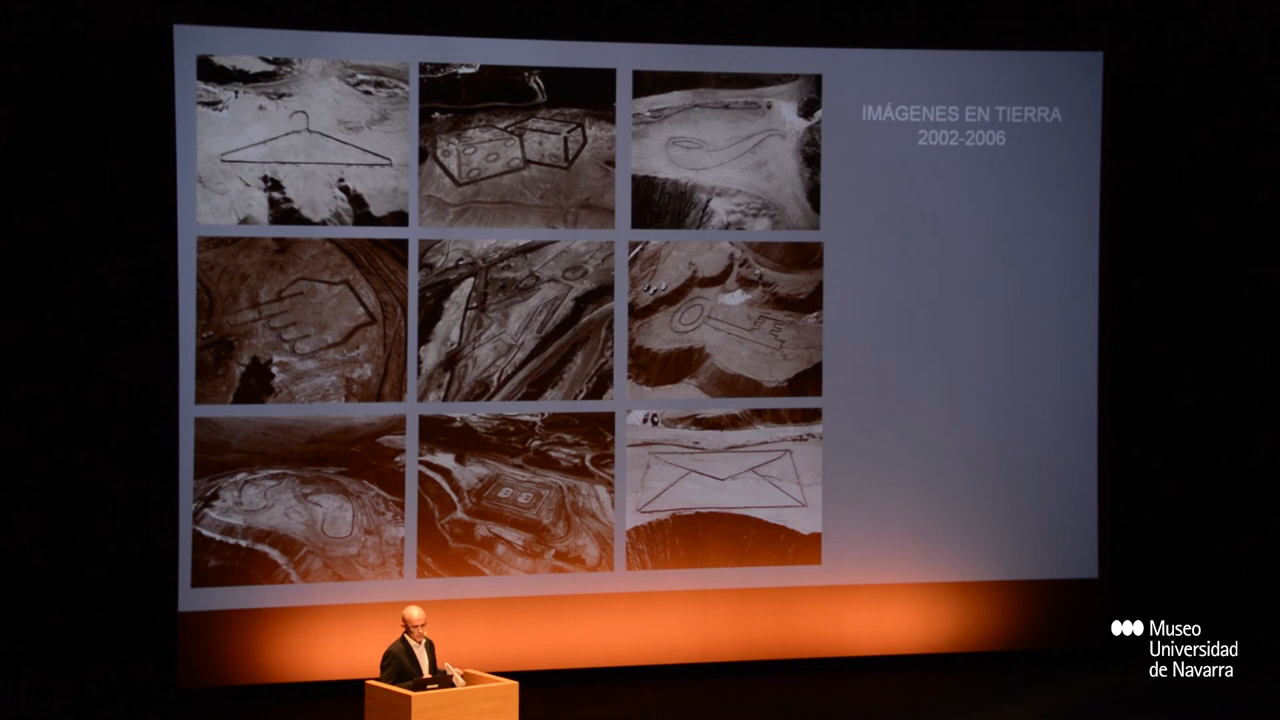 IMÁGENES EN TIERRA
2002-2006
Museo
Universidad
de Navarra